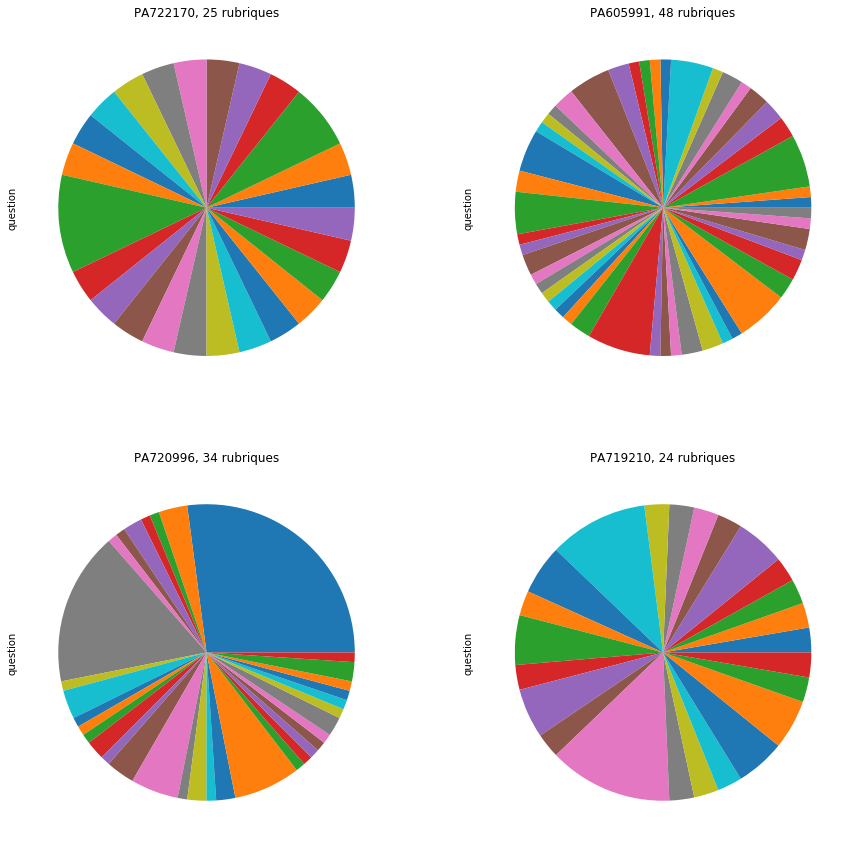 PA722170, 25 rubriques
PA605991, 48 rubriques
question
question
PA720996, 34 rubriques
PA719210, 24 rubriques
question
question